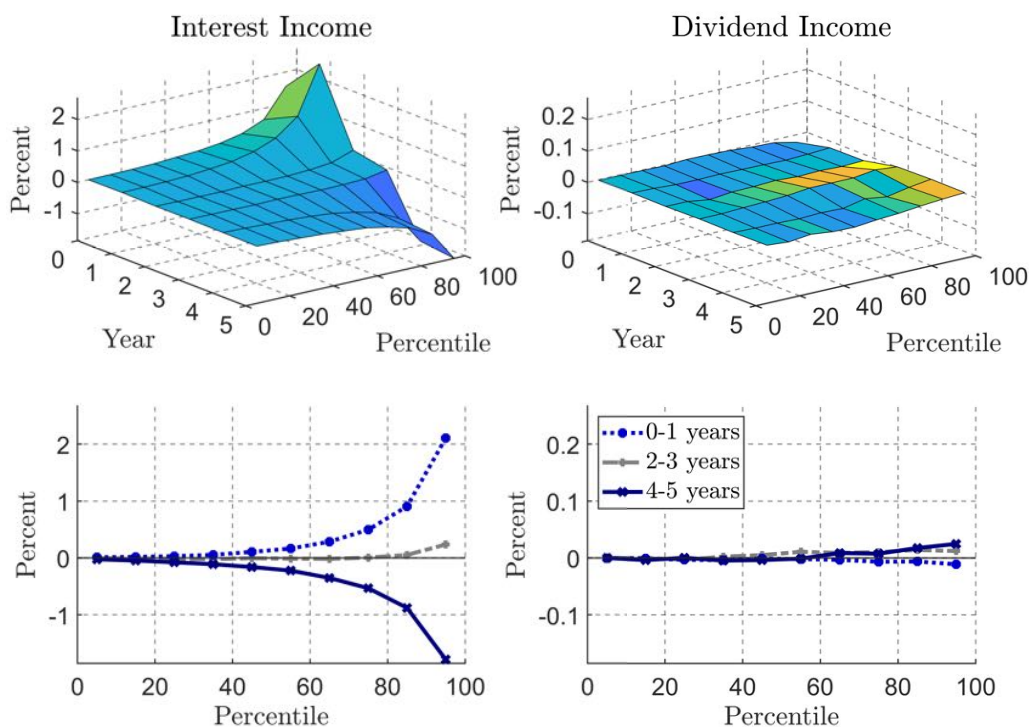 Interest Income
Percent
2
1
0
-1
0
1
2
3
4
5
Year
0
20
40
60
80
100
Percentile
Dividend Income
Percent
0.2
0.1
0
-0.1
0
1
2
3
4
5
Year
0
20
40
60
80
100
Percentile
Percent
2
1
0
-1
0 20 40 60 80 100
Percentile
Percent
0.2
0.1
0
-0.1
0-1 years
2-3 years
4-5 years
0 20 40 60 80 100
Percentile